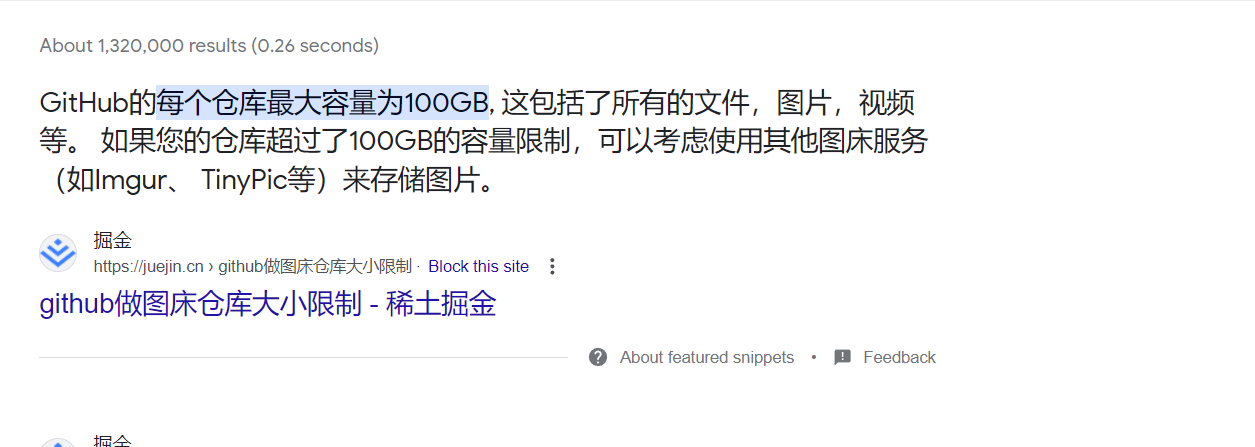 About 1,320,000 results (0.26 seconds)
GitHub的每个仓库最大容量为100GB, 这包括了所有的文件，图片，视频
等。 如果您的仓库超过了100GB的容量限制，可以考虑使用其他图床服务
（如Imgur、 TinyPic等）来存储图片。
掘金
https://juejin.cn › github做图床仓库大小限制 · Block this site
github做图床仓库大小限制 - 稀土掘金
About featured snippets • Feedback
掘金